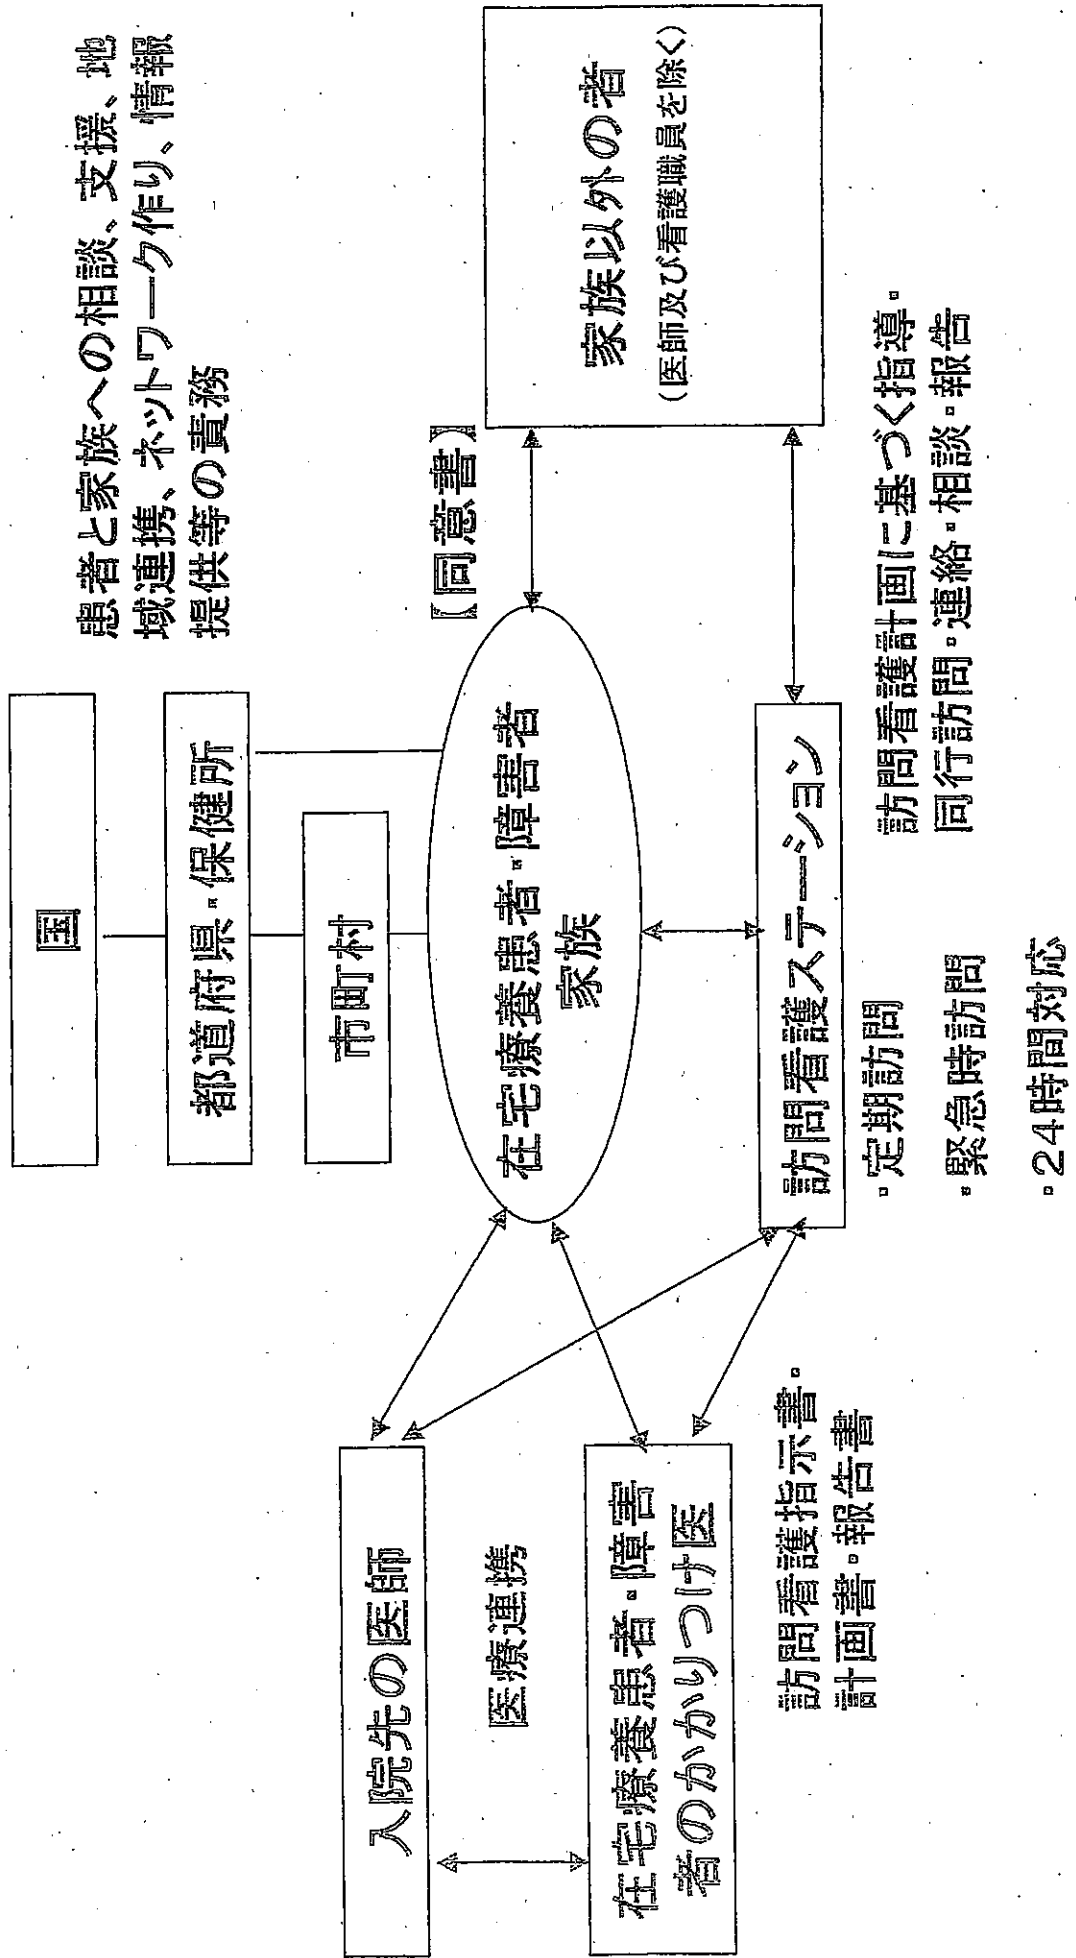 国
都道府県・保健所
市町村
患者と家族への相談、支援、地
域連携、ネットワーク作り、情報
提供等の責務
入院先の医師
医療連携
在宅療養患者・障害
者のかかりつけ医
訪問看護指示書・
計画書・報告書
在宅療養患者・障害者
家族
【同意書】
家族以外の者
(医師及び看護職員を除く)
訪問看護ステーション
・定期訪問
・緊急時訪問
・24時間対応
訪問看護計画に基づく指導・
同行訪問・連絡・相談・報告